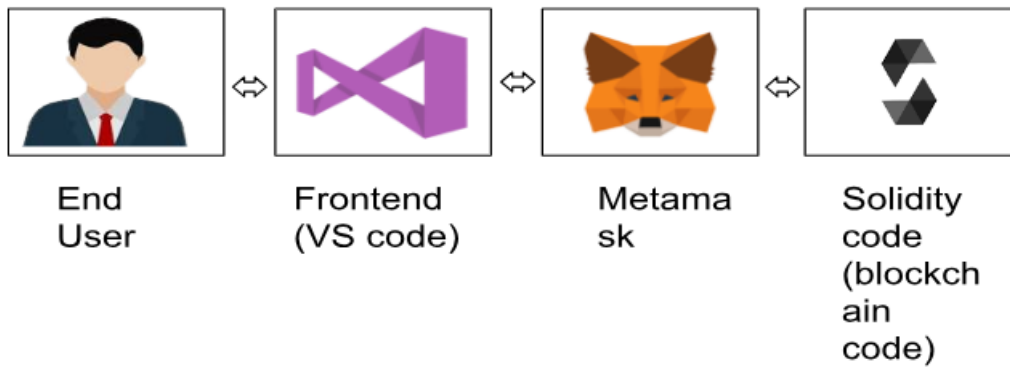 End
User
Frontend
(VS code)
Metama
sk
Solidity
code
(blockch
ain
code)